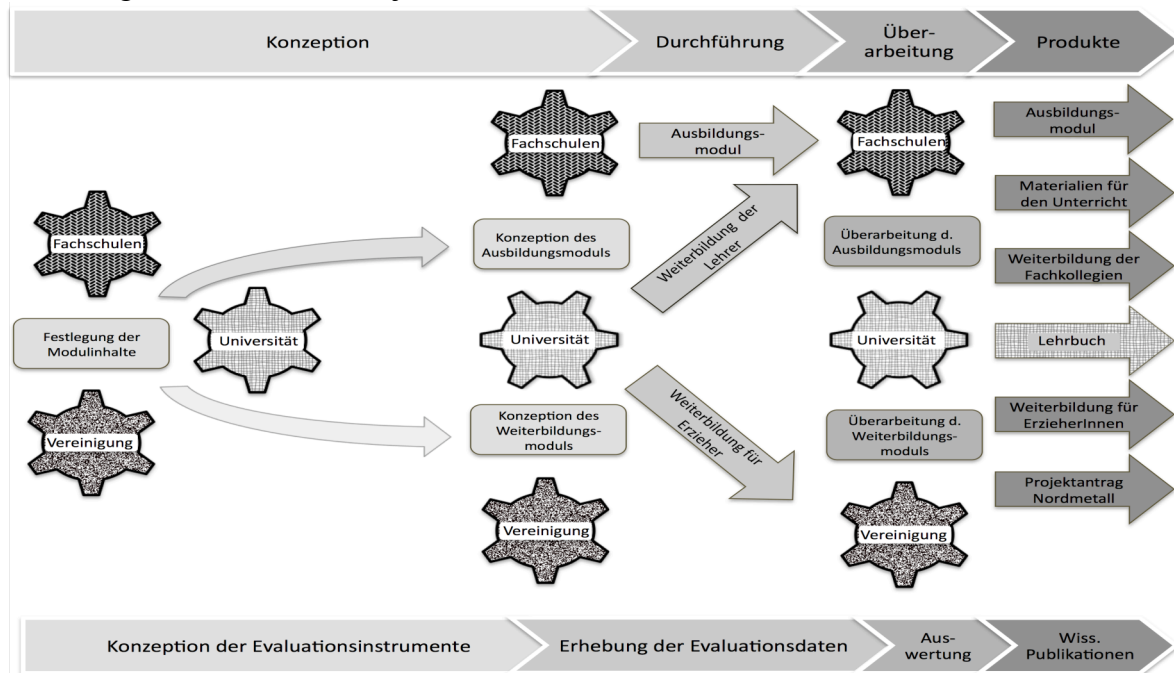 Konzeption
Durchführung
Über-
arbeitung
Produkte
Fachschulen
Festlegung der
Modulinhalte
Vereinigung
Universität
Fachschulen
Konzeption des
Ausbildungsmoduls
Universität
Konzeption des
Weiterbildungs-
moduls
Vereinigung
Ausbildungs-
modul
Weiterbildung der
Lehrer
Weiterbildung für
Erzieher
Fachschulen
Überarbeitung d.
Ausbildungsmoduls
Universität
Überarbeitung d.
Weiterbildungs-
moduls
Vereinigung
Ausbildungs-
modul
Materialien für
den Unterricht
Weiterbildung der
Fachkollegien
Lehrbuch
Weiterbildung für
ErzieherInnen
Projektantrag
Nordmetall
Konzeption der Evaluationsinstrumente
Erhebung der Evaluationsdaten
Aus-
wertung
Wiss.
Publikationen